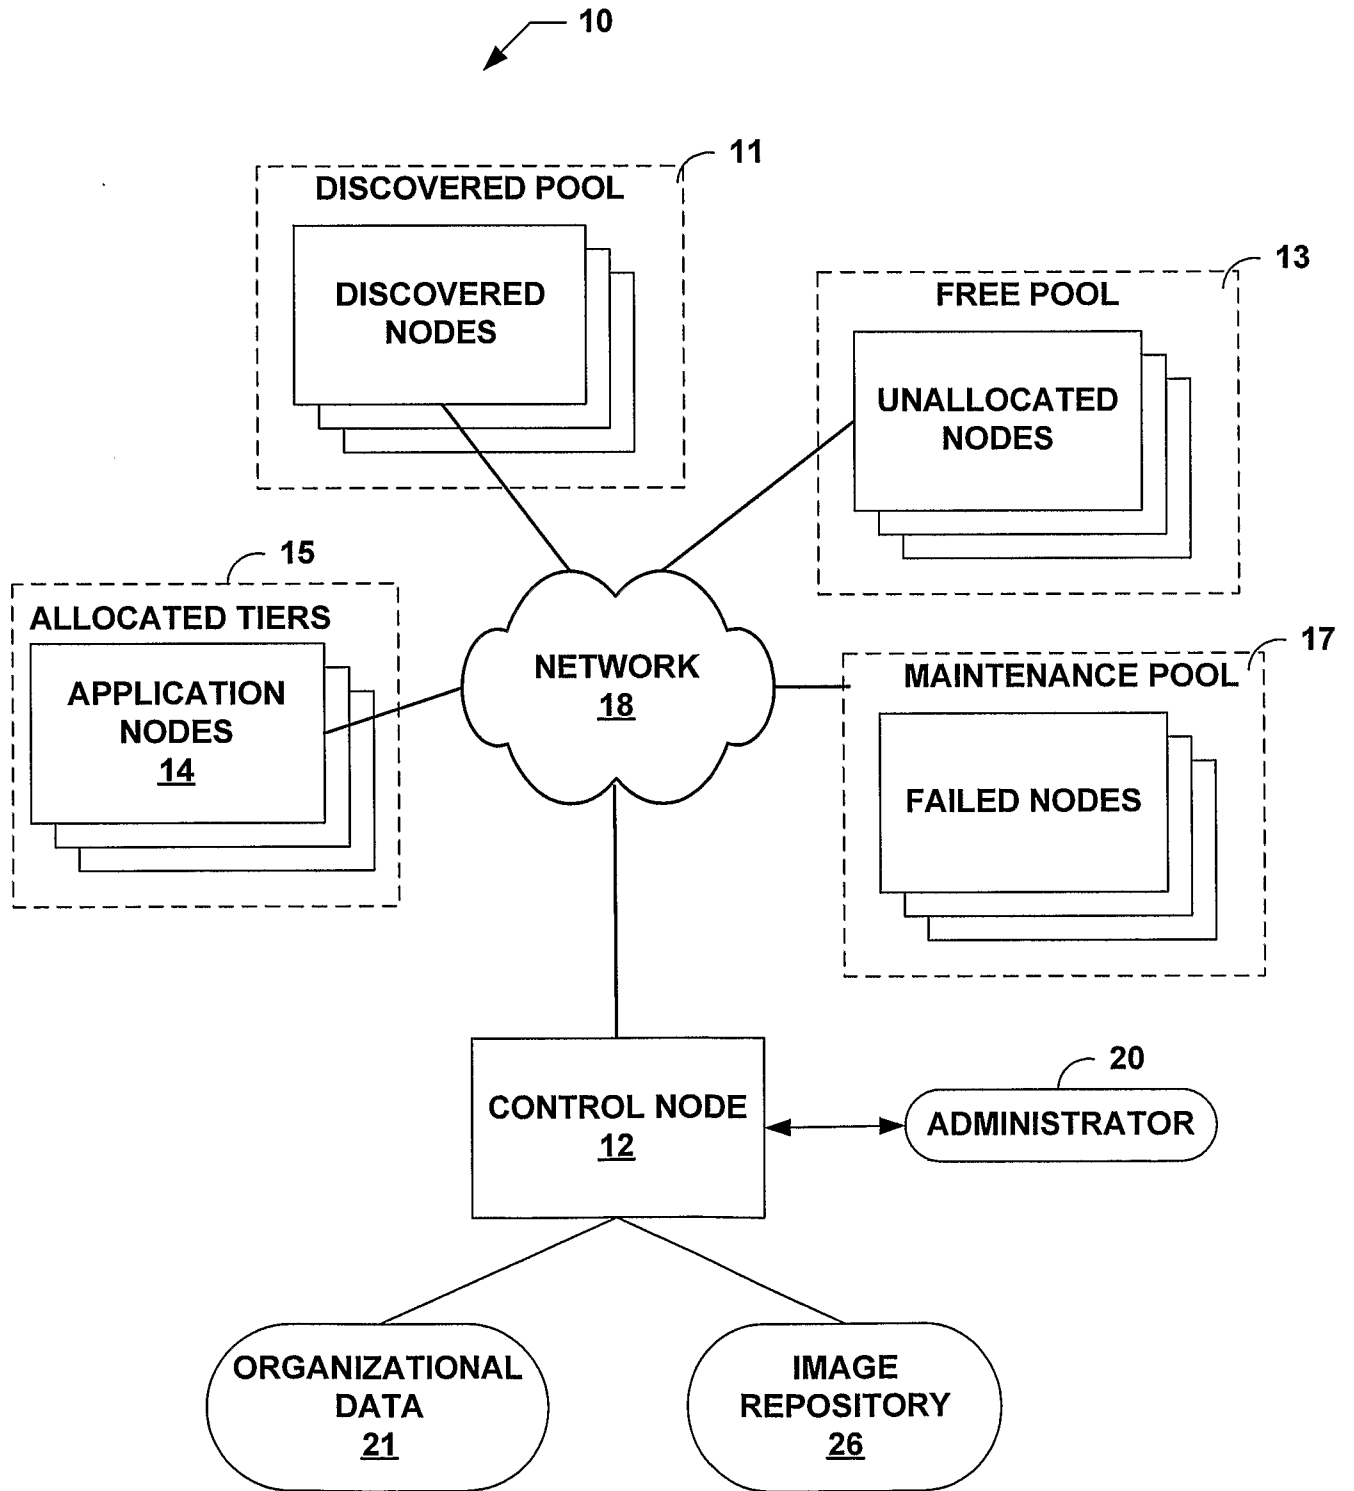 10
11
DISCOVERED POOL
DISCOVERED
NODES
13
FREE POOL
UNALLOCATED
NODES
15
ALLOCATED TIERS
APPLICATION
NODES
14
NETWORK
18
17
MAINTENANCE POOL
FAILED NODES
CONTROL NODE
12
20
ADMINISTRATOR
ORGANIZATIONAL
DATA
21
IMAGE
REPOSITORY
26